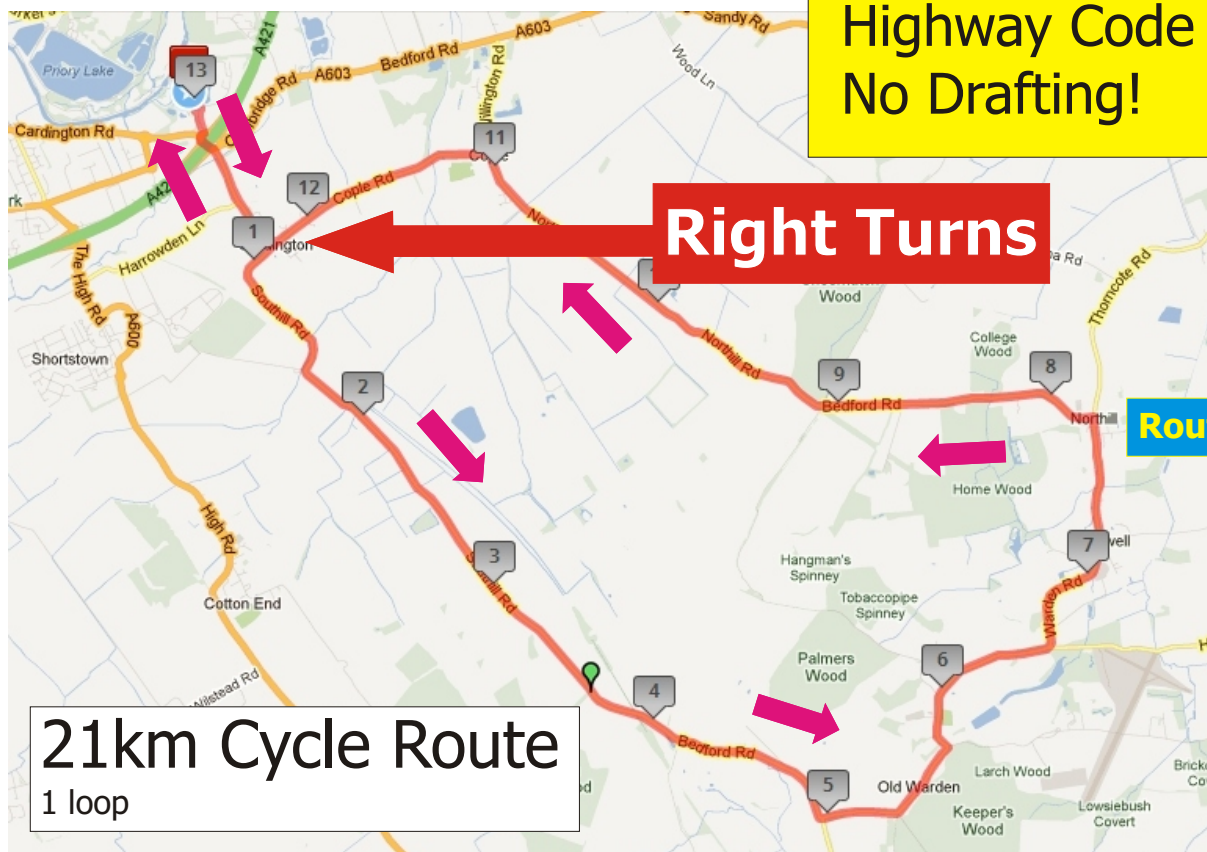 Highway Code
No Drafting!
Sandy Rd
A603
Bedford Rd
A603
A421
Priory Lake
Wood Ln
13
Cardington Rd
11
12
Cople Rd
Right Turns
1
Harrowden Ln
The High Rd
A600
Southill Rd
Wood
Thorncote Rd
Shortstown
College
Wood
Northill Rd
2
9
8
Bedford Rd
Northill
Home Wood
High Rd
3
7
Hangman's
Spinney
Tobaccopipe
Spinney
Cotton End
Warden Rd
Palmers
Wood
6
Wilstead Rd
4
Bedford Rd
21km Cycle Route
1 loop
5
Old Warden
Larch Wood
Keeper's
Wood
Lowsiebush
Covert